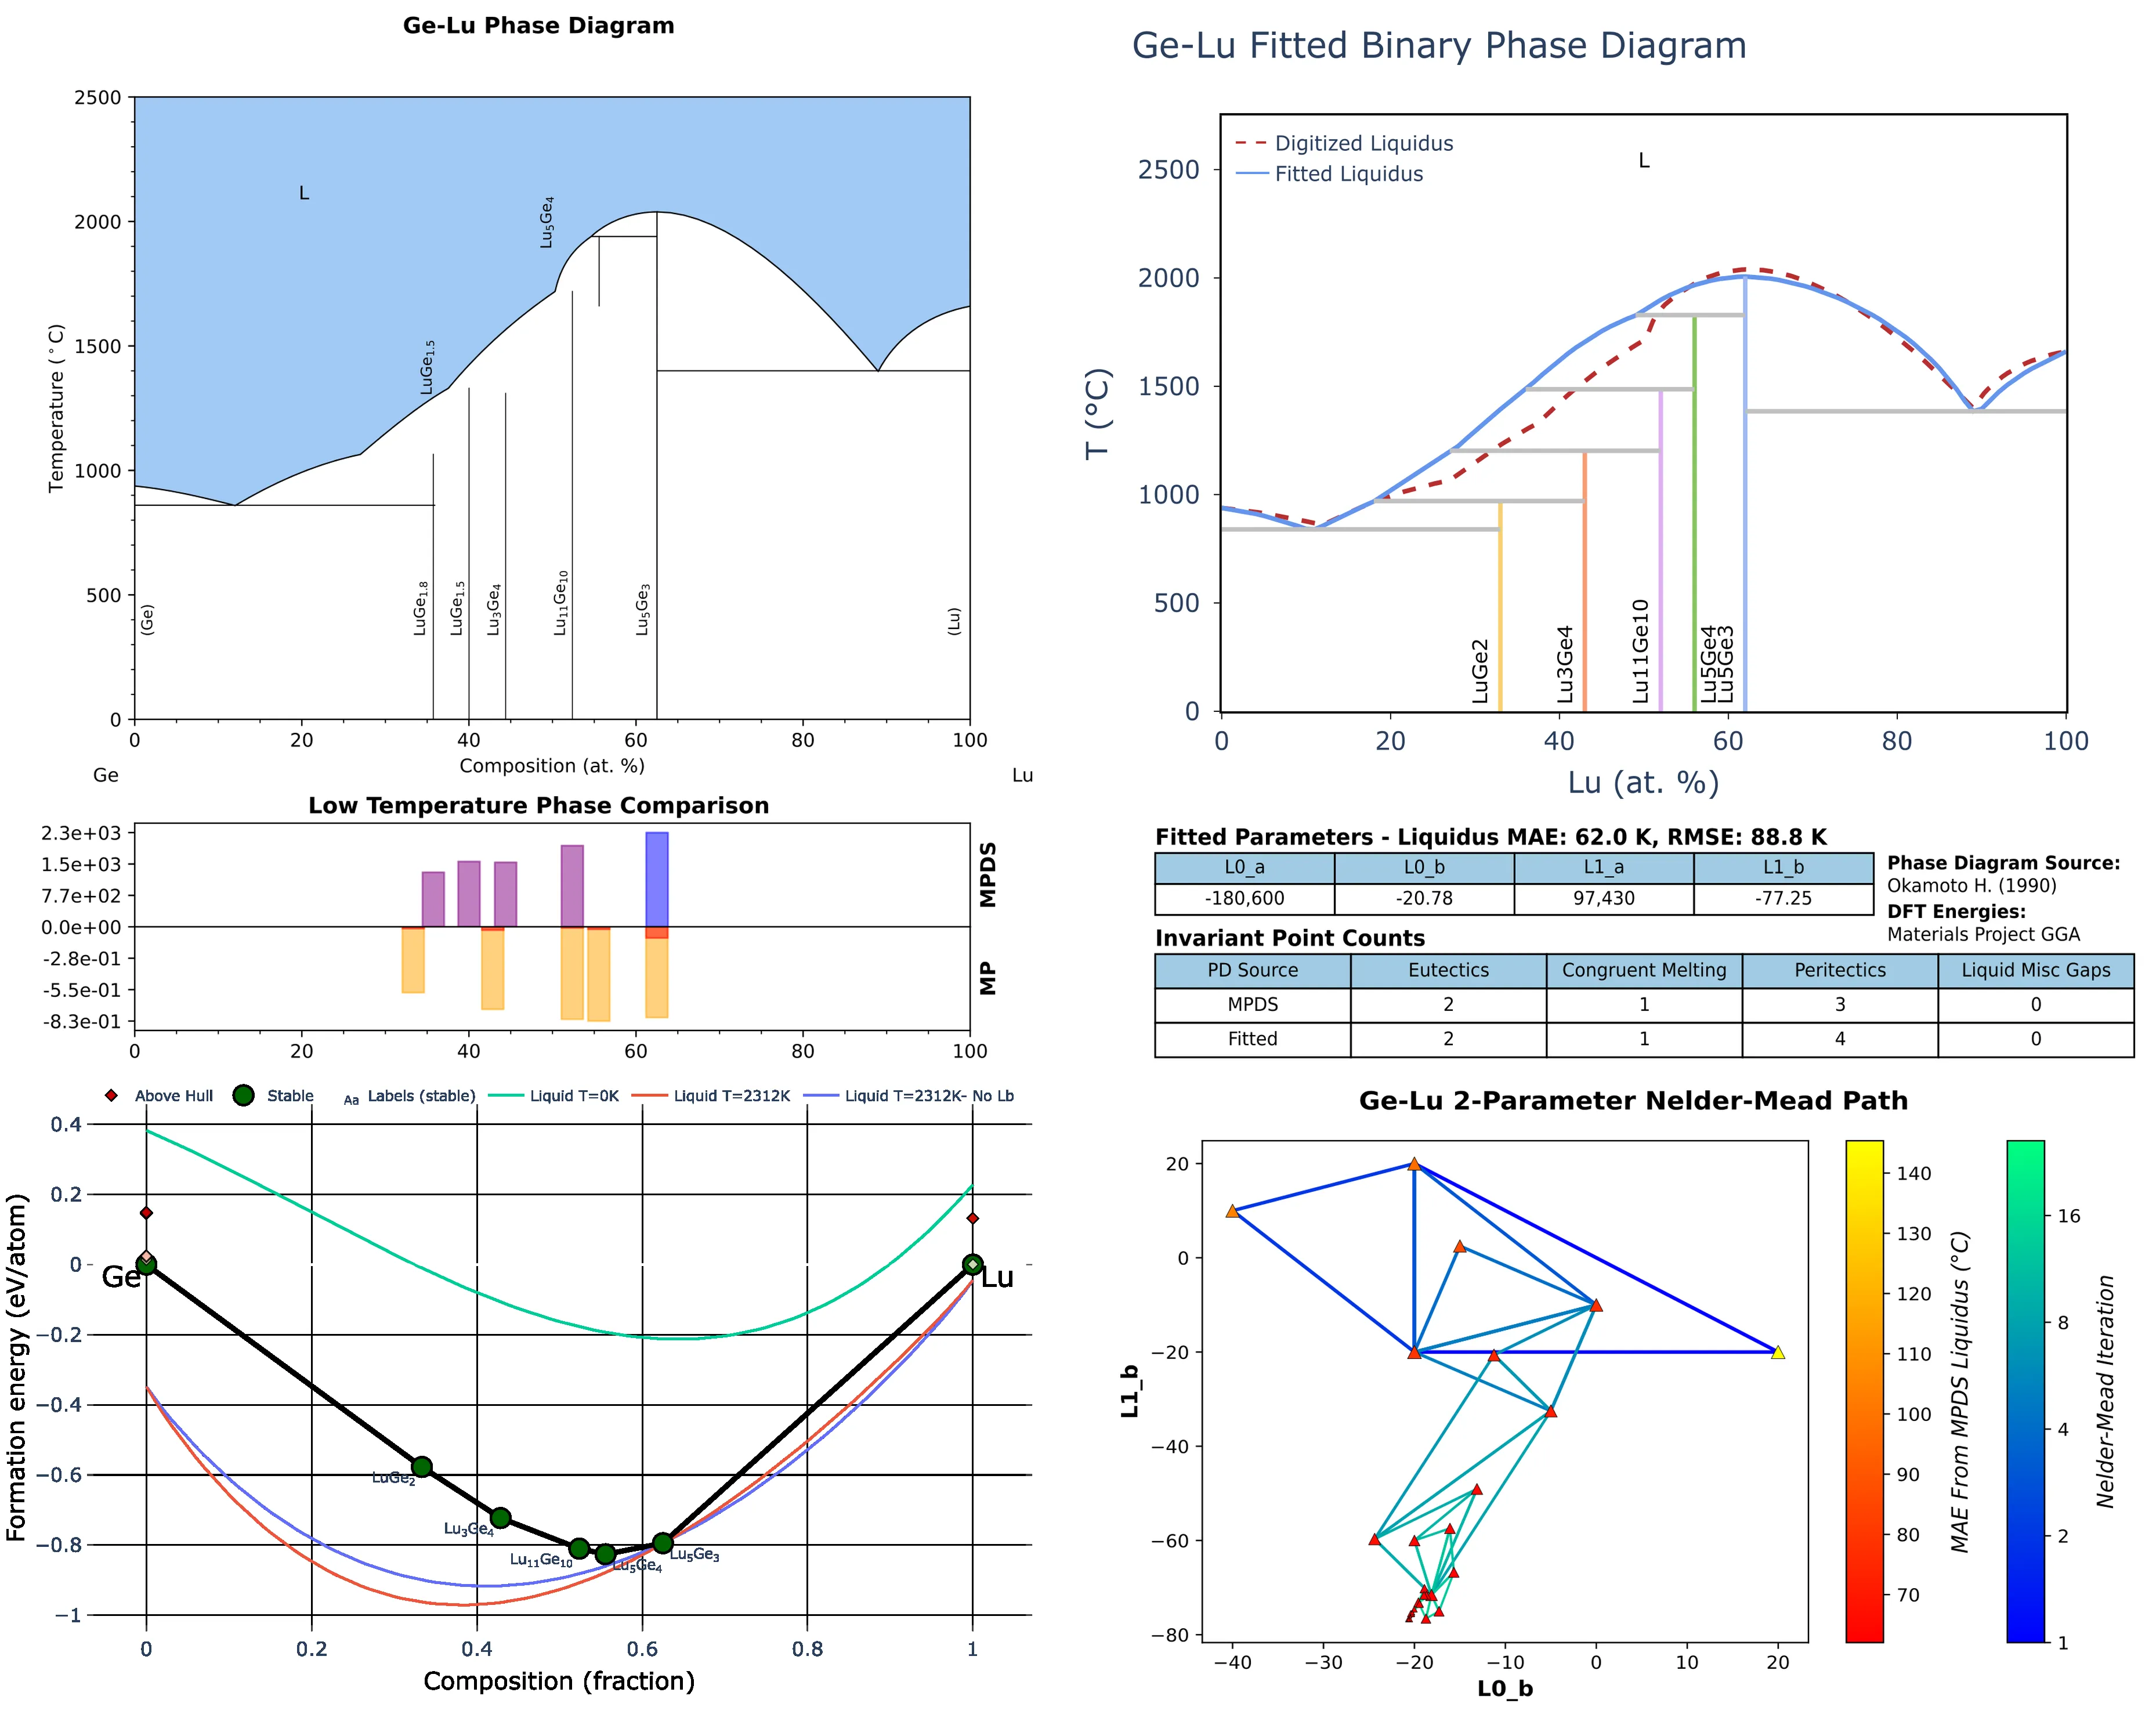 Ge-Lu Phase Diagram
2500
2000
1500
1000
500
0
Temperature (°C)
L
Lu5Ge4
LuGe1.5
(Ge)
LuGe1.8
LuGe1.5
Lu3Ge4
Lu11Ge10
Lu5Ge3
(Lu)
0 20 40 60 80 100
Composition (at. %)
Ge Lu
Ge-Lu Fitted Binary Phase Diagram
Digitized Liquidus
Fitted Liquidus
L
2500
2000
1500
1000
500
0
T (°C)
LuGe2
Lu3Ge4
Lu11Ge10
Lu5Ge4
Lu5Ge3
0 20 40 60 80 100
Lu (at. %)
Low Temperature Phase Comparison
2.3e+03
1.5e+03
7.7e+02
0.0e+00
-2.8e-01
-5.5e-01
-8.3e-01
MPDS
MP
0 20 40 60 80 100
Fitted Parameters - Liquidus MAE: 62.0 K, RMSE: 88.8 K
L0_a L0_b L1_a L1_b
-180,600 -20.78 97,430 -77.25
Phase Diagram Source:
Okamoto H. (1990)
DFT Energies:
Materials Project GGA
Invariant Point Counts
PD Source Eutectics Congruent Melting Peritectics Liquid Misc Gaps
MPDS 2 1 3 0
Fitted 2 1 4 0
Above Hull Stable Aa Labels (stable) Liquid T=0K Liquid T=2312K Liquid T=2312K- No Lb
0.4
0.2
0
−0.2
−0.4
−0.6
−0.8
−1
Formation energy (eV/atom)
Ge
Lu
LuGe2
Lu3Ge4
Lu11Ge10
Lu5Ge4
Lu5Ge3
0 0.2 0.4 0.6 0.8 1
Composition (fraction)
Ge-Lu 2-Parameter Nelder-Mead Path
20
0
−20
−40
−60
−80
L1_b
−40 −30 −20 −10 0 10 20
L0_b
140
130
120
110
100
90
80
70
MAE From MPDS Liquidus (°C)
16
8
4
2
1
Nelder-Mead Iteration